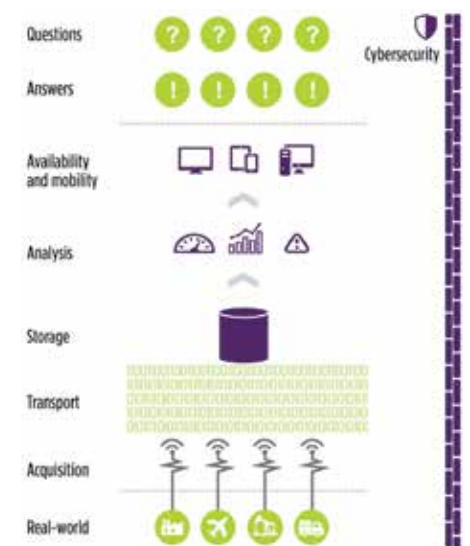 Questions
Cybersecurity
Answers
Availability
and mobility
Analysis
Storage
Transport
Acquisition
Real-world